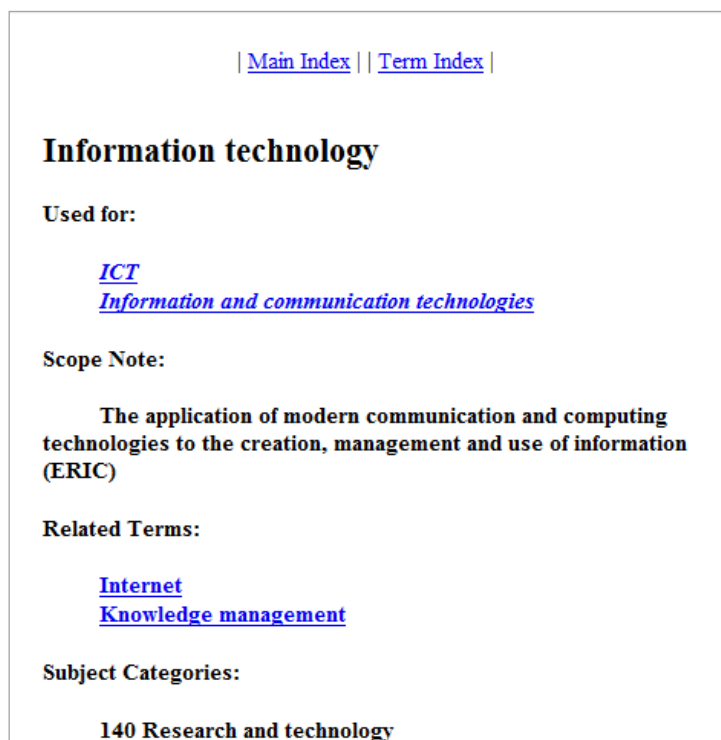 | Main Index | | Term Index |
Information technology
Used for:
ICT
Information and communication technologies
Scope Note:
The application of modern communication and computing
technologies to the creation, management and use of information
(ERIC)
Related Terms:
Internet
Knowledge management
Subject Categories:
140 Research and technology